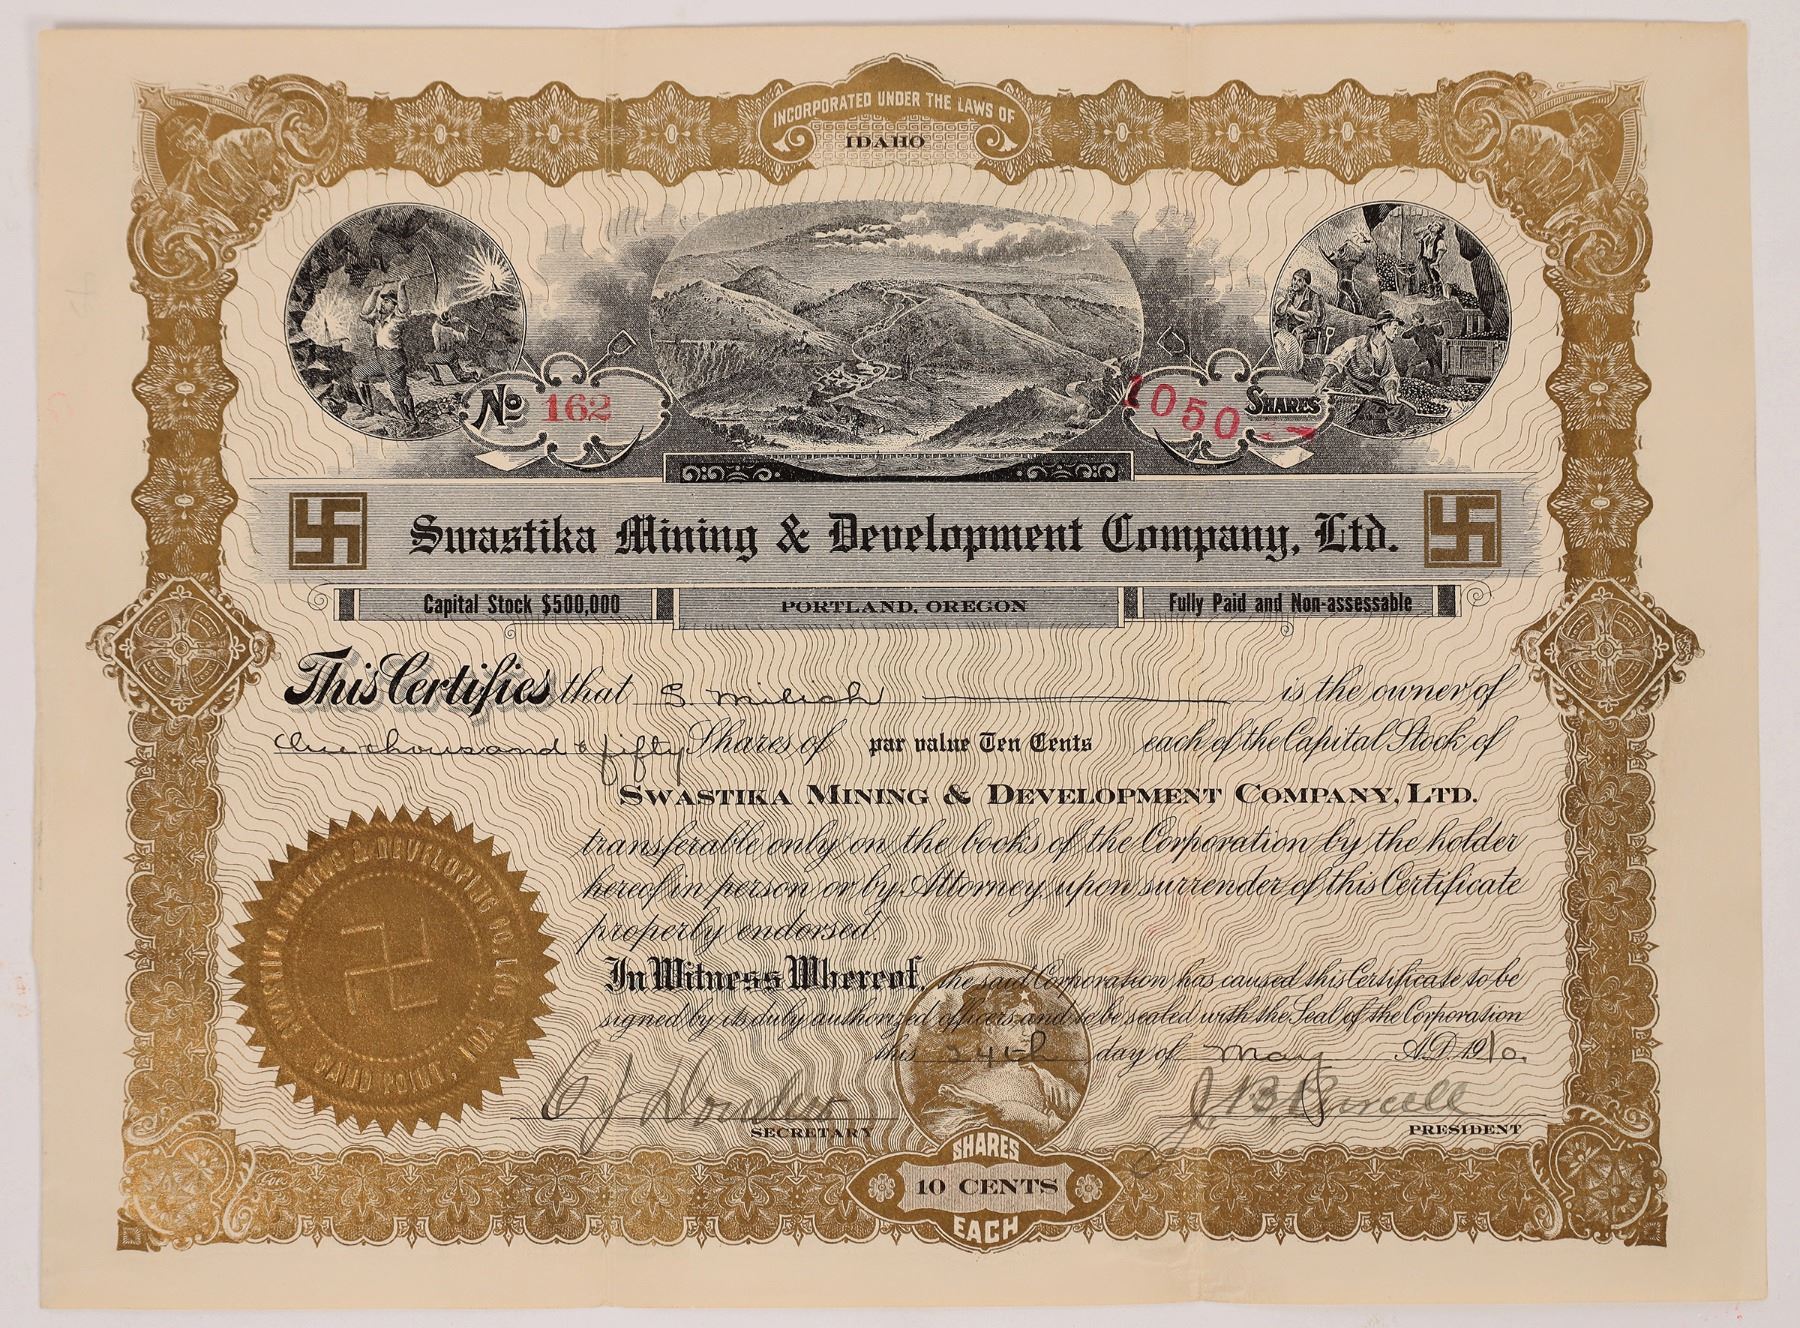 INCORPORATED UNDER THE LAWS OF
IDAHO
No 162
1050 -- SHARES
Swastika Mining & Development Company, Ltd.
Capital Stock $500,000 PORTLAND, OREGON Fully Paid and Non-assessable
This Certifies that S. Milich is the owner of
One thousand & fifty Shares of par value Ten Cents each of the Capital Stock of
SWASTIKA MINING & DEVELOPMENT COMPANY, LTD.
transferable only on the books of the Corporation by the holder
hereof in person or by Attorney, upon surrender of this Certificate
properly endorsed.
In Witness Whereof, the said Corporation has caused this Certificate to be
signed by its duly authorized officers and to be sealed with the Seal of the Corporation
this 24th day of May A.D. 1910.
SECRETARY
PRESIDENT
SWASTIKA MINING & DEVELOPING CO. LTD.
SHARES
10 CENTS
EACH